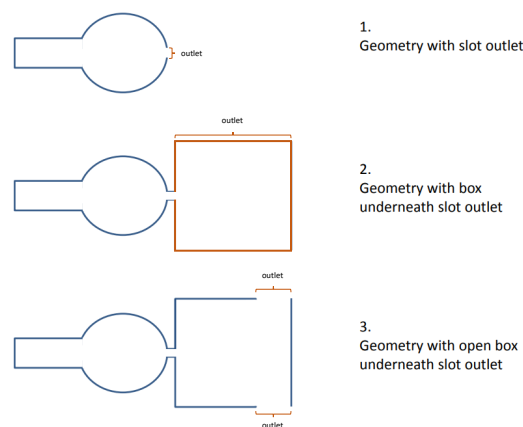 1.
Geometry with slot outlet
outlet
outlet
2.
Geometry with box
underneath slot outlet
outlet
3.
Geometry with open box
underneath slot outlet
outlet